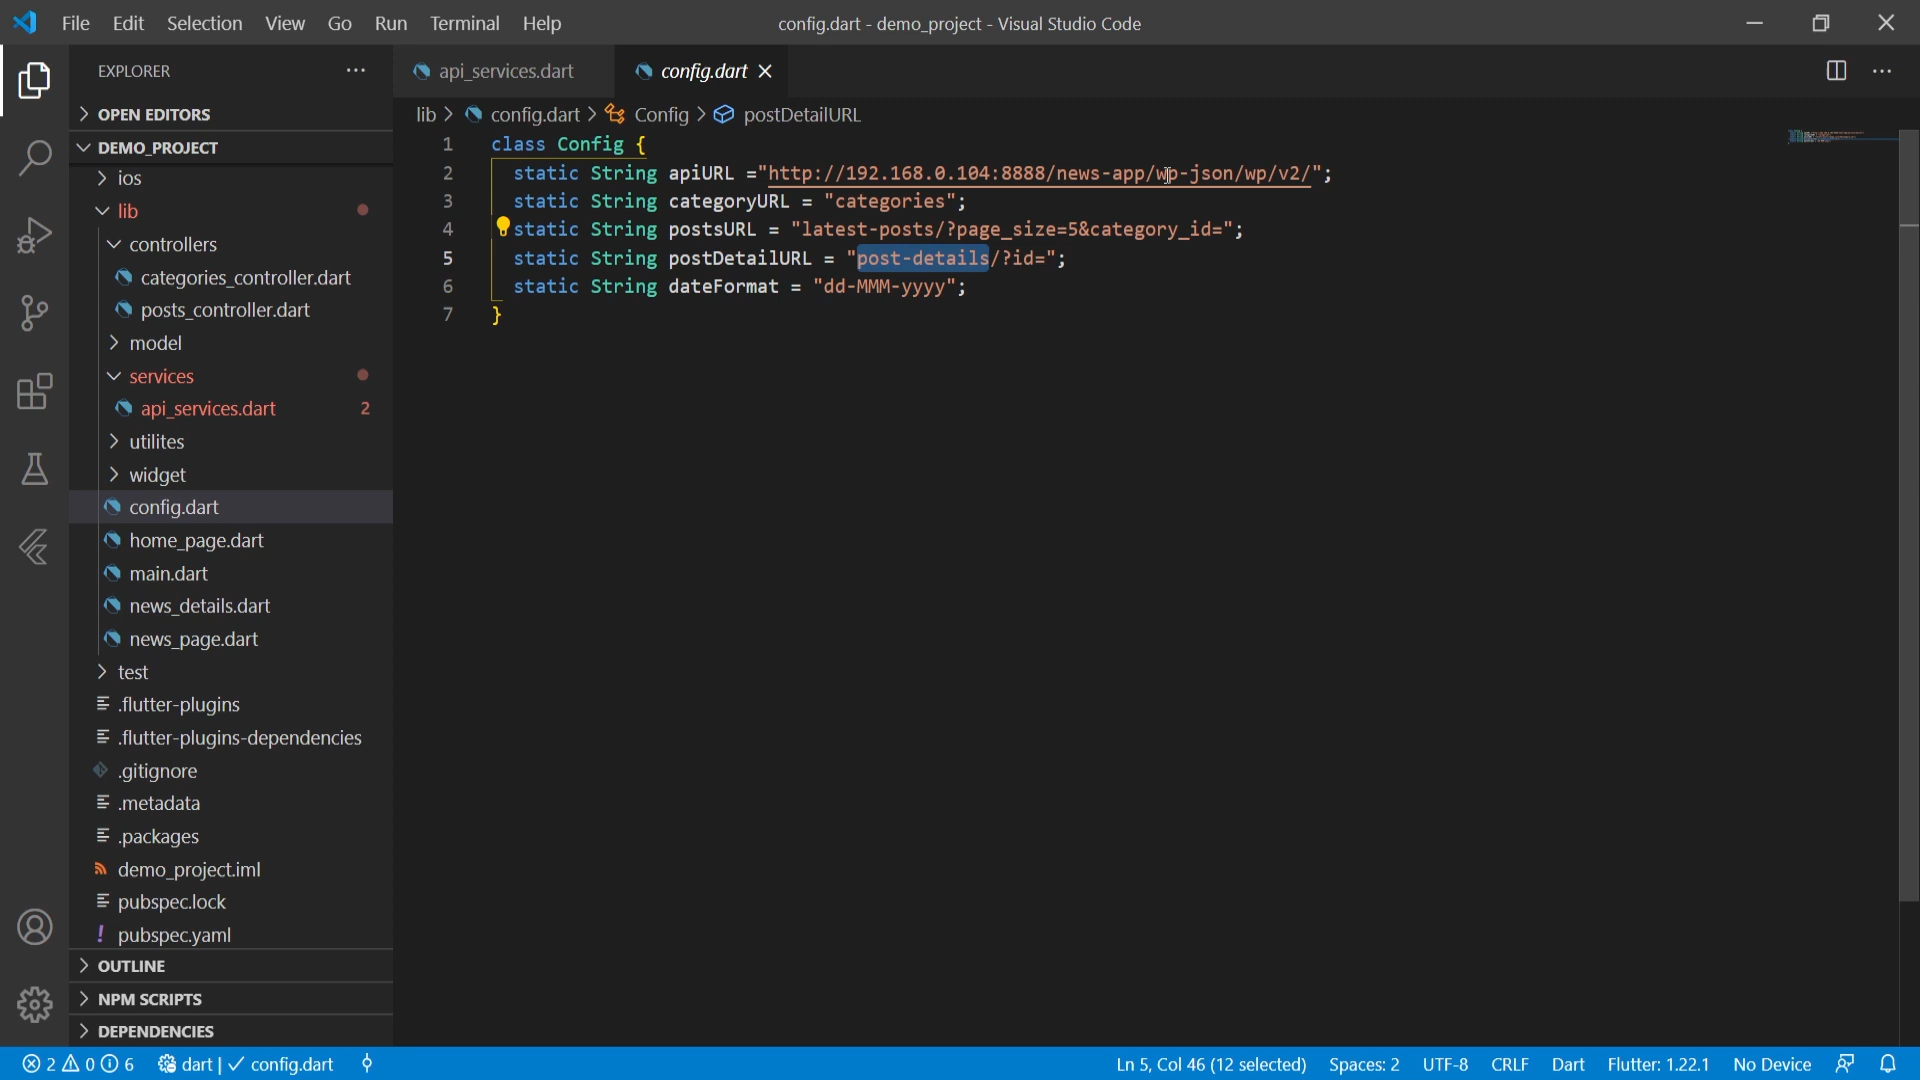 File Edit Selection View Go Run Terminal Help
config.dart - demo_project - Visual Studio Code
EXPLORER
OPEN EDITORS
DEMO_PROJECT
ios
lib
controllers
categories_controller.dart
posts_controller.dart
model
services
api_services.dart 2
utilites
widget
config.dart
home_page.dart
main.dart
news_details.dart
news_page.dart
test
.flutter-plugins
.flutter-plugins-dependencies
.gitignore
.metadata
.packages
demo_project.iml
pubspec.lock
! pubspec.yaml
OUTLINE
NPM SCRIPTS
DEPENDENCIES
api_services.dart config.dart
lib > config.dart > Config > postDetailURL
1 class Config {
2 static String apiURL ="http://192.168.0.104:8888/news-app/wp-json/wp/v2/";
3 static String categoryURL = "categories";
4 static String postsURL = "latest-posts/?page_size=5&category_id=";
5 static String postDetailURL = "post-details/?id=";
6 static String dateFormat = "dd-MMM-yyyy";
7 }
2 0 6 dart | ✓ config.dart
Ln 5, Col 46 (12 selected) Spaces: 2 UTF-8 CRLF Dart Flutter: 1.22.1 No Device